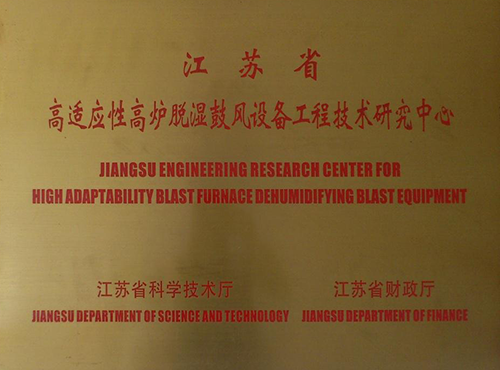 江苏省
高适应性高炉脱湿鼓风设备工程技术研究中心
JIANGSU ENGINEERING RESEARCH CENTER FOR
HIGH ADAPTABILITY BLAST FURNACE DEHUMIDIFYING BLAST EQUIPMENT
江苏省科学技术厅 江苏省财政厅
JIANGSU DEPARTMENT OF SCIENCE AND TECHNOLOGY JIANGSU DEPARTMENT OF FINANCE